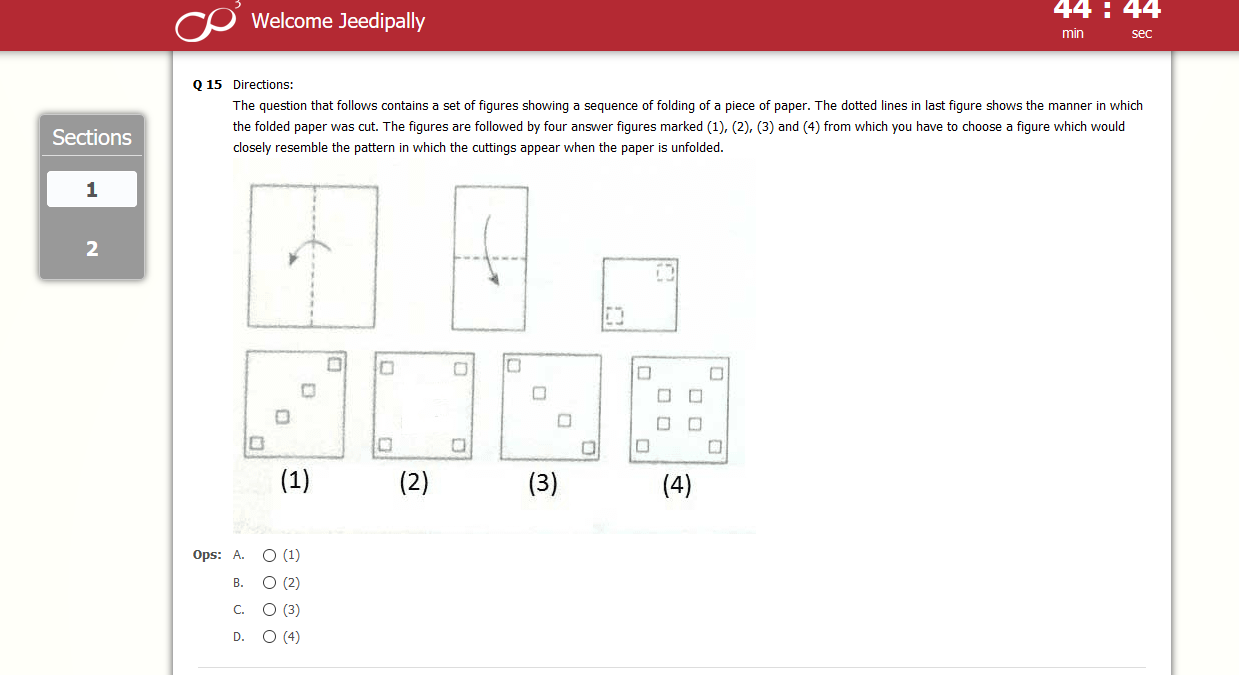 3
Welcome Jeedipally
44 : 44
min sec
Sections
1
2
Q 15 Directions:
The question that follows contains a set of figures showing a sequence of folding of a piece of paper. The dotted lines in last figure shows the manner in which
the folded paper was cut. The figures are followed by four answer figures marked (1), (2), (3) and (4) from which you have to choose a figure which would
closely resemble the pattern in which the cuttings appear when the paper is unfolded.
(1) (2) (3) (4)
Ops: A. (1)
B. (2)
C. (3)
D. (4)